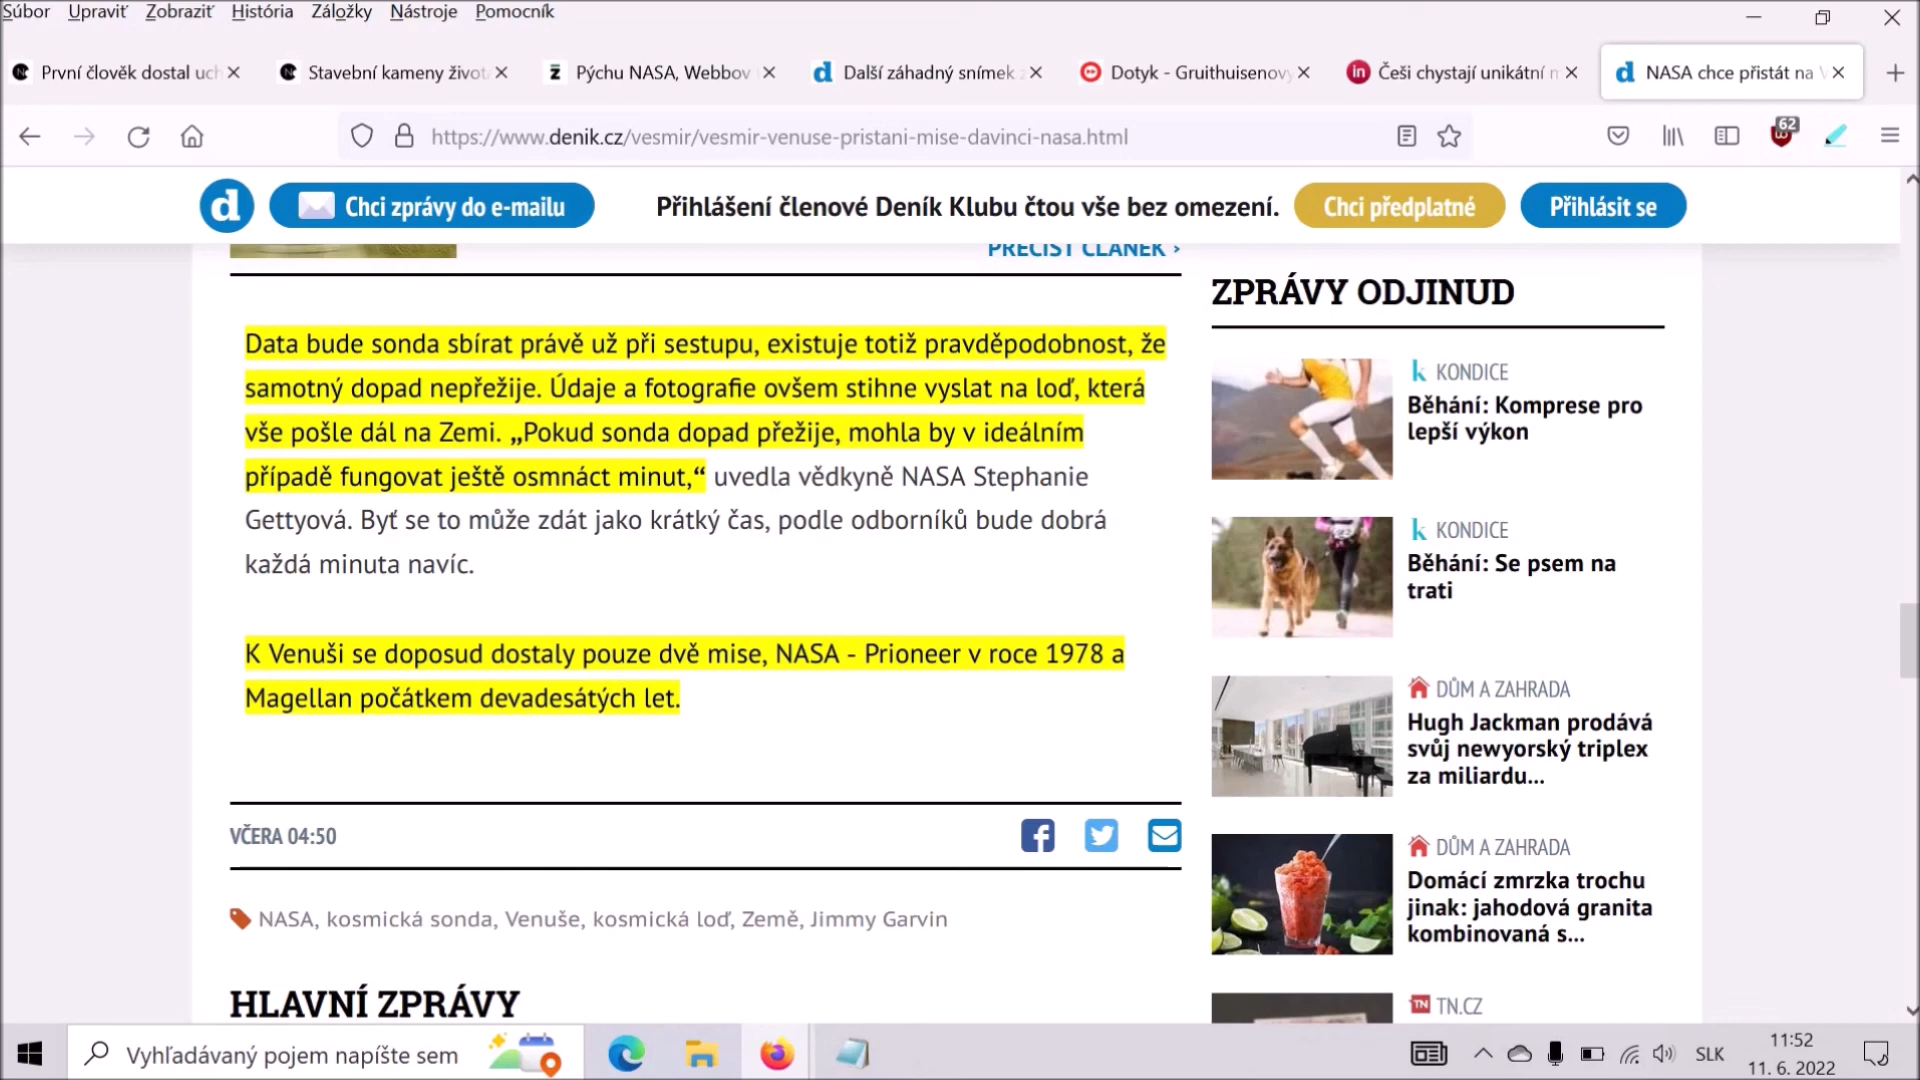 Súbor Upraviť Zobraziť História Záložky Nástroje Pomocník
První člověk dostal uch
Stavební kameny život
Pýchu NASA, Webbov
Další záhadný snímek
Dotyk - Gruithuisenov
Češi chystají unikátní
NASA chce přistát na
https://www.denik.cz/vesmir/vesmir-venuse-pristani-mise-davinci-nasa.html
62
d
Chci zprávy do e-mailu
Přihlášení členové Deník Klubu čtou vše bez omezení.
Chci předplatné
Přihlásit se
PŘEČÍST ČLÁNEK ›
Data bude sonda sbírat právě už při sestupu, existuje totiž pravděpodobnost, že
samotný dopad nepřežije. Údaje a fotografie ovšem stihne vyslat na loď, která
vše pošle dál na Zemi. „Pokud sonda dopad přežije, mohla by v ideálním
případě fungovat ještě osmnáct minut,“ uvedla vědkyně NASA Stephanie
Gettyová. Byť se to může zdát jako krátký čas, podle odborníků bude dobrá
každá minuta navíc.
K Venuši se doposud dostaly pouze dvě mise, NASA - Prioneer v roce 1978 a
Magellan počátkem devadesátých let.
VČERA 04:50
NASA, kosmická sonda, Venuše, kosmická loď, Země, Jimmy Garvin
HLAVNÍ ZPRÁVY
ZPRÁVY ODJINUD
k KONDICE
Běhání: Komprese pro
lepší výkon
k KONDICE
Běhání: Se psem na
trati
DŮM A ZAHRADA
Hugh Jackman prodává
svůj newyorský triplex
za miliardu...
DŮM A ZAHRADA
Domácí zmrzka trochu
jinak: jahodová granita
kombinovaná s...
TN TN.CZ
Vyhľadávaný pojem napíšte sem
SLK
11:52
11. 6. 2022